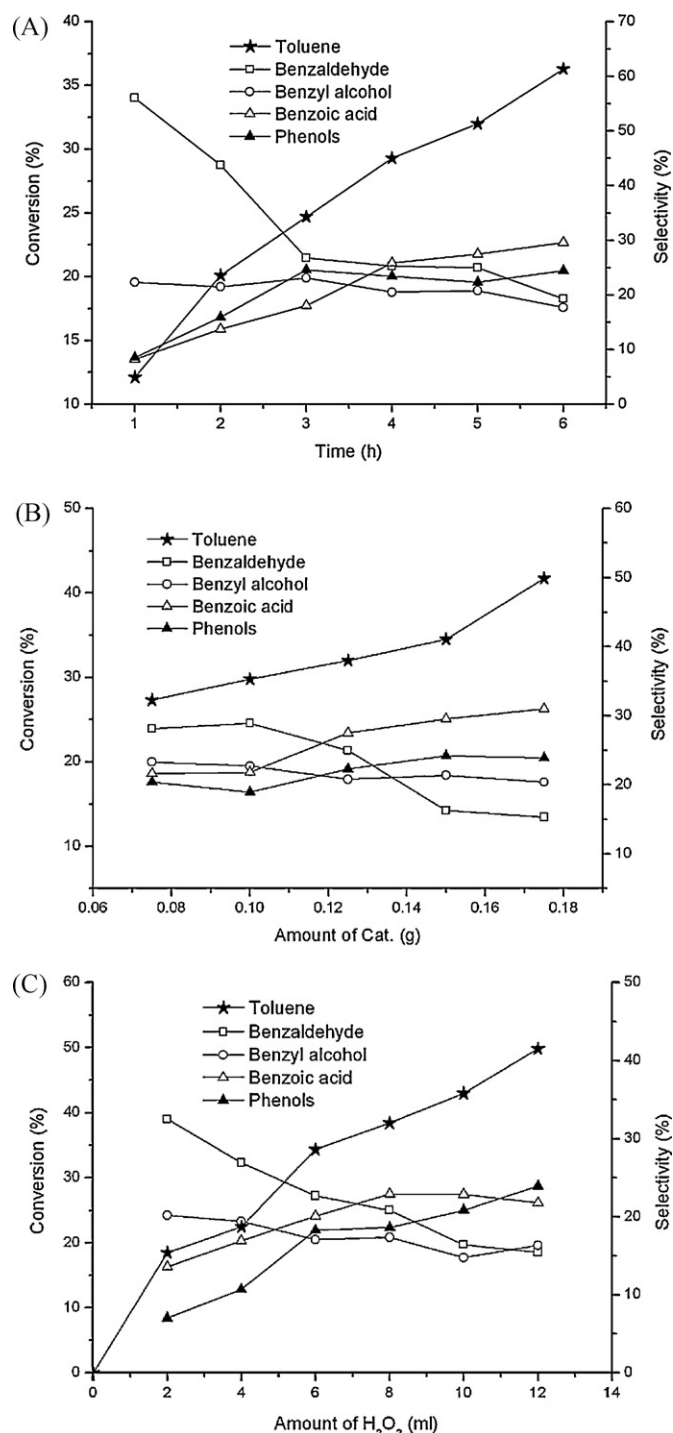 (A)
40
35
30
25
20
15
10
Conversion (%)
Toluene
Benzaldehyde
Benzyl alcohol
Benzoic acid
Phenols
70
60
50
40
30
20
10
0
Selectivity (%)
1 2 3 4 5 6
Time (h)
(B)
50
40
30
20
10
Conversion (%)
Toluene
Benzaldehyde
Benzyl alcohol
Benzoic acid
Phenols
60
50
40
30
20
10
Selectivity (%)
0.06 0.08 0.10 0.12 0.14 0.16 0.18
Amount of Cat. (g)
(C)
60
50
40
30
20
10
0
Conversion (%)
Toluene
Benzaldehyde
Benzyl alcohol
Benzoic acid
Phenols
50
40
30
20
10
0
Selectivity (%)
0 2 4 6 8 10 12 14
Amount of H₂O₂ (ml)